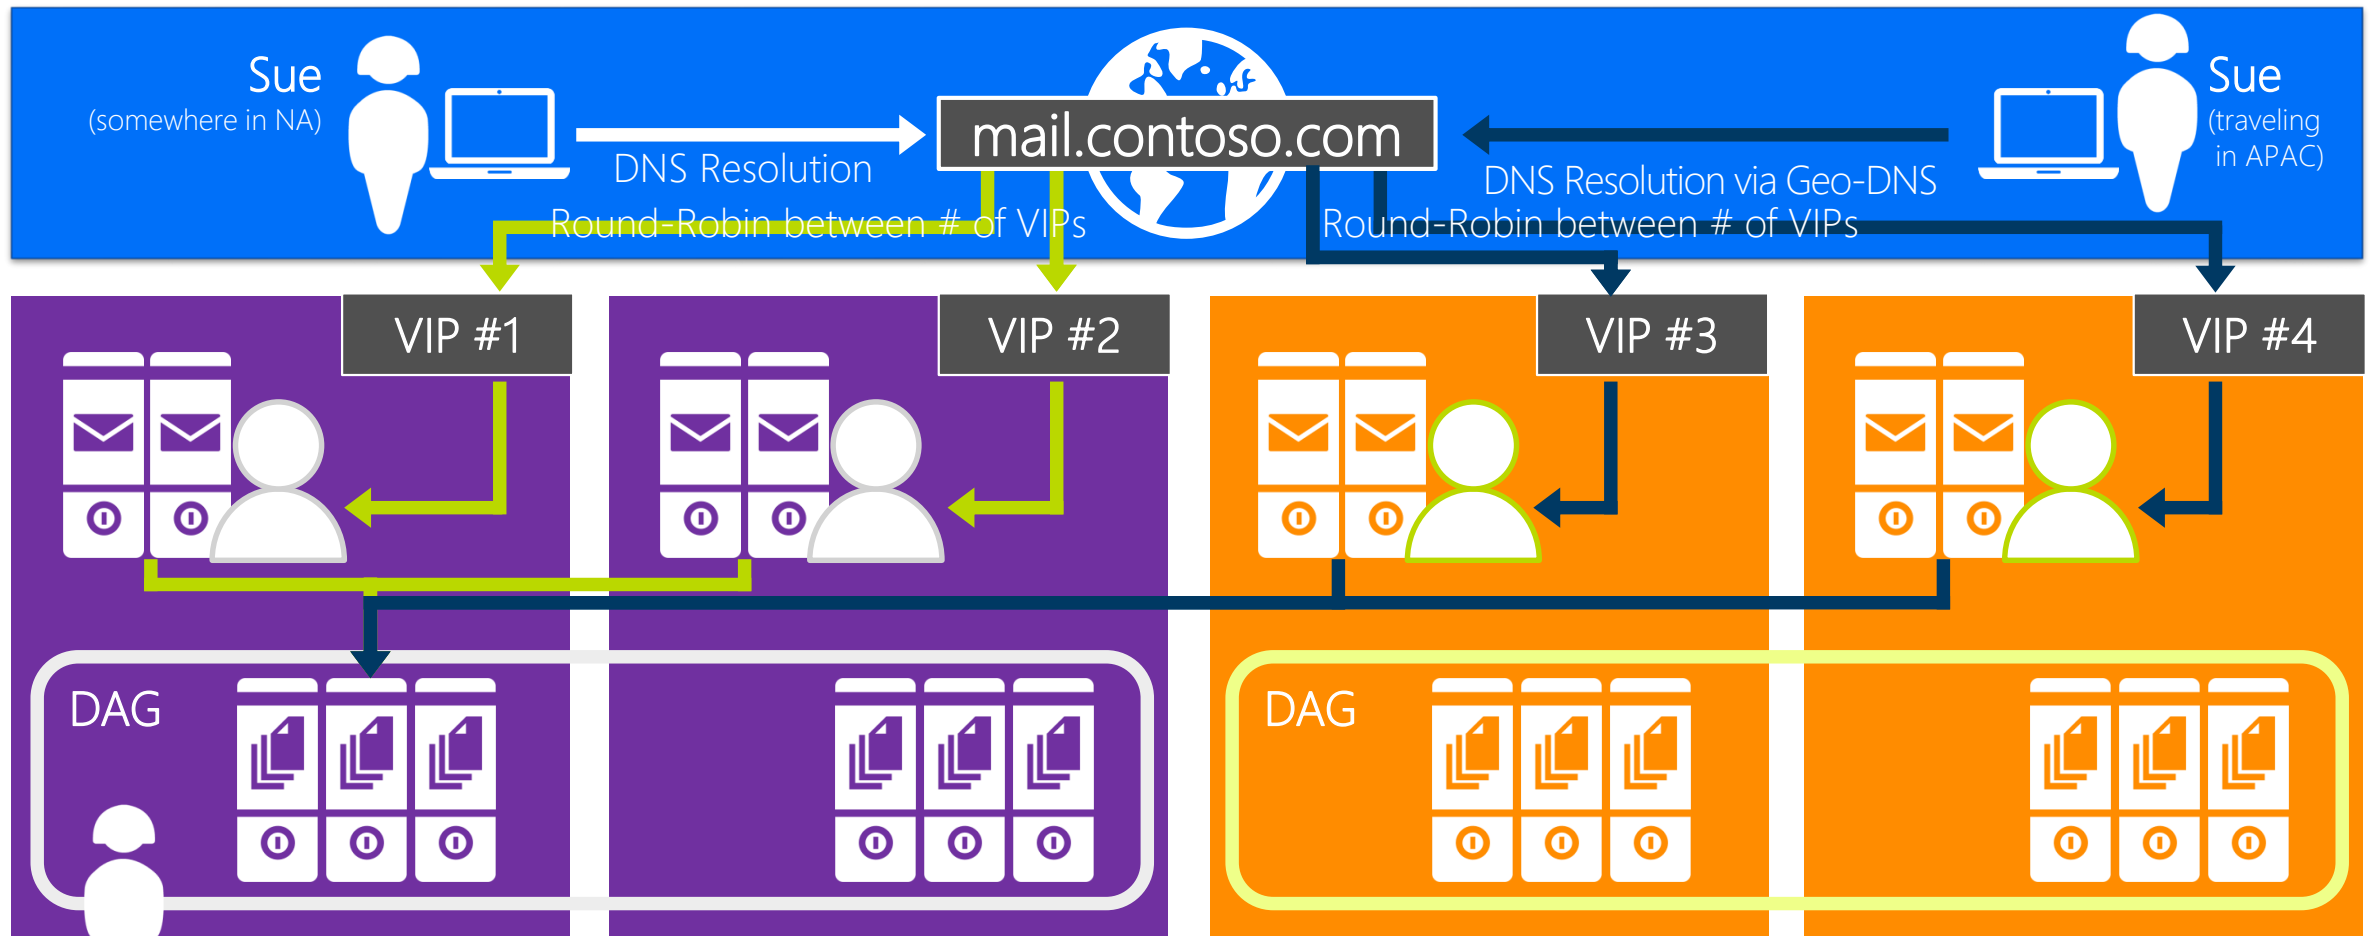 Sue
(somewhere in NA)
DNS Resolution
Round-Robin between # of VIPs
mail.contoso.com
Sue
(traveling
in APAC)
DNS Resolution via Geo-DNS
Round-Robin between # of VIPs
VIP #1
VIP #2
VIP #3
VIP #4
DAG
DAG